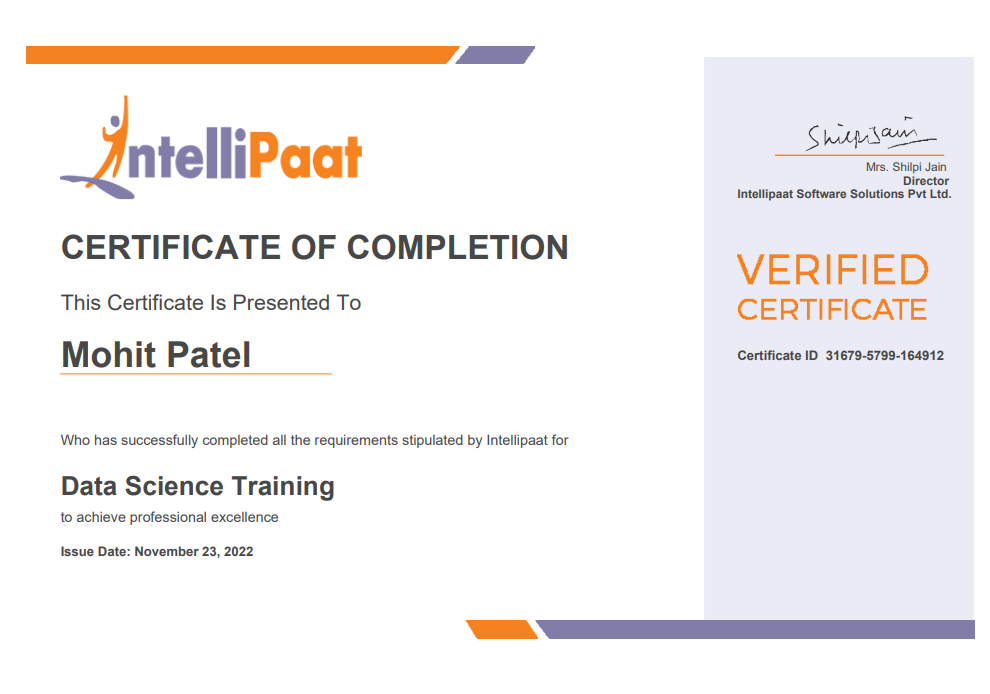 IntelliPaat
CERTIFICATE OF COMPLETION
This Certificate Is Presented To
Mohit Patel
Who has successfully completed all the requirements stipulated by Intellipaat for
Data Science Training
to achieve professional excellence
Issue Date: November 23, 2022
Shilpi Jain
Mrs. Shilpi Jain
Director
Intellipaat Software Solutions Pvt Ltd.
VERIFIED
CERTIFICATE
Certificate ID 31679-5799-164912